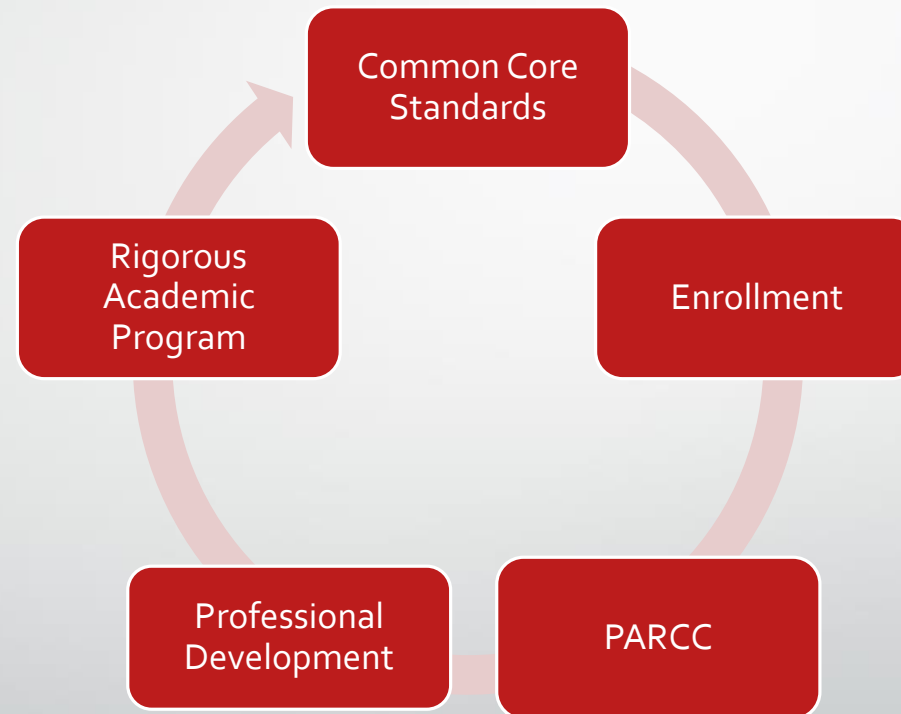 Common Core
Standards
Enrollment
PARCC
Professional
Development
Rigorous
Academic
Program